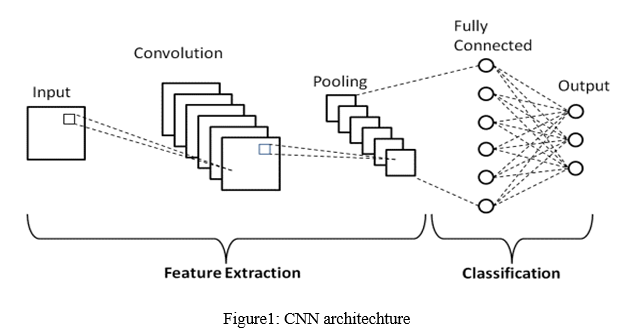 Fully
Connected
Convolution
Pooling
Input
Output
Feature Extraction
Classification
Figure1: CNN architechture